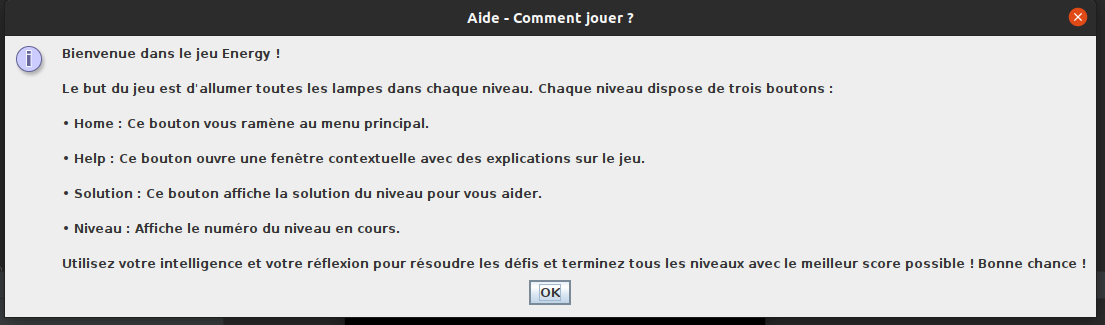 Aide - Comment jouer ?
Bienvenue dans le jeu Energy !
Le but du jeu est d'allumer toutes les lampes dans chaque niveau. Chaque niveau dispose de trois boutons :
• Home : Ce bouton vous ramène au menu principal.
• Help : Ce bouton ouvre une fenêtre contextuelle avec des explications sur le jeu.
• Solution : Ce bouton affiche la solution du niveau pour vous aider.
• Niveau : Affiche le numéro du niveau en cours.
Utilisez votre intelligence et votre réflexion pour résoudre les défis et terminez tous les niveaux avec le meilleur score possible ! Bonne chance !
OK